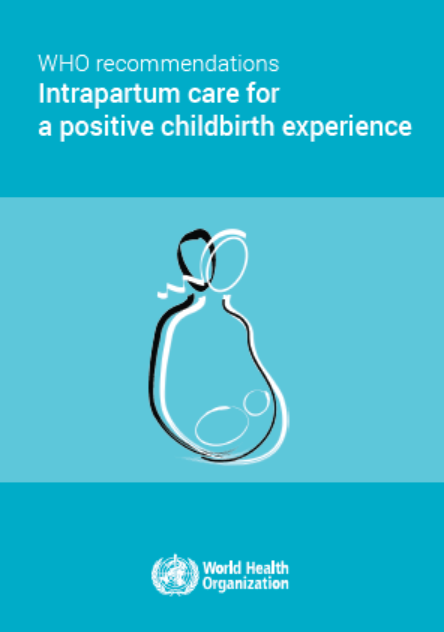 WHO recommendations
Intrapartum care for
a positive childbirth experience
World Health
Organization